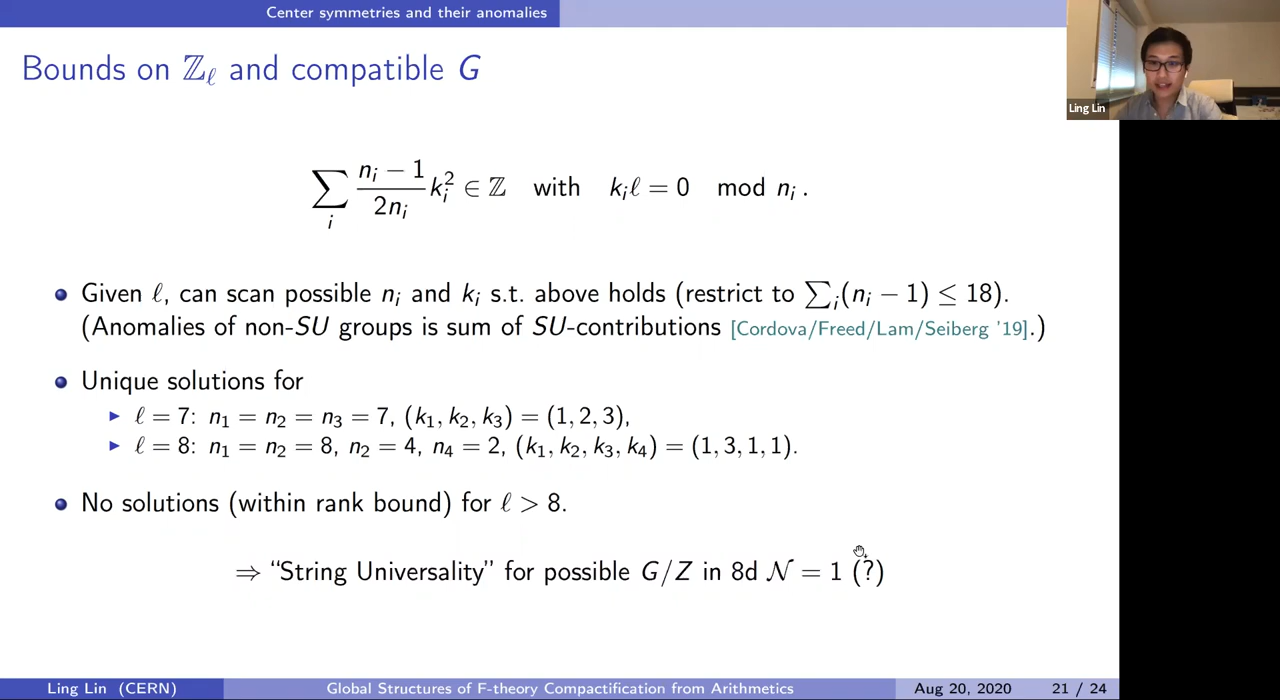 Center symmetries and their anomalies
Bounds on ℤ_ℓ and compatible G
∑_i (n_i − 1)/(2n_i) k_i^2 ∈ ℤ with k_i ℓ = 0 mod n_i .
Given ℓ, can scan possible n_i and k_i s.t. above holds (restrict to ∑_i(n_i − 1) ≤ 18).
(Anomalies of non-SU groups is sum of SU-contributions [Cordova/Freed/Lam/Seiberg '19].)
Unique solutions for
ℓ = 7: n_1 = n_2 = n_3 = 7, (k_1, k_2, k_3) = (1, 2, 3),
ℓ = 8: n_1 = n_2 = 8, n_2 = 4, n_4 = 2, (k_1, k_2, k_3, k_4) = (1, 3, 1, 1).
No solutions (within rank bound) for ℓ > 8.
⇒ “String Universality” for possible G/Z in 8d 𝒩 = 1 (?)
Ling Lin (CERN) Global Structures of F-theory Compactification from Arithmetics Aug 20, 2020 21 / 24
Ling Lin